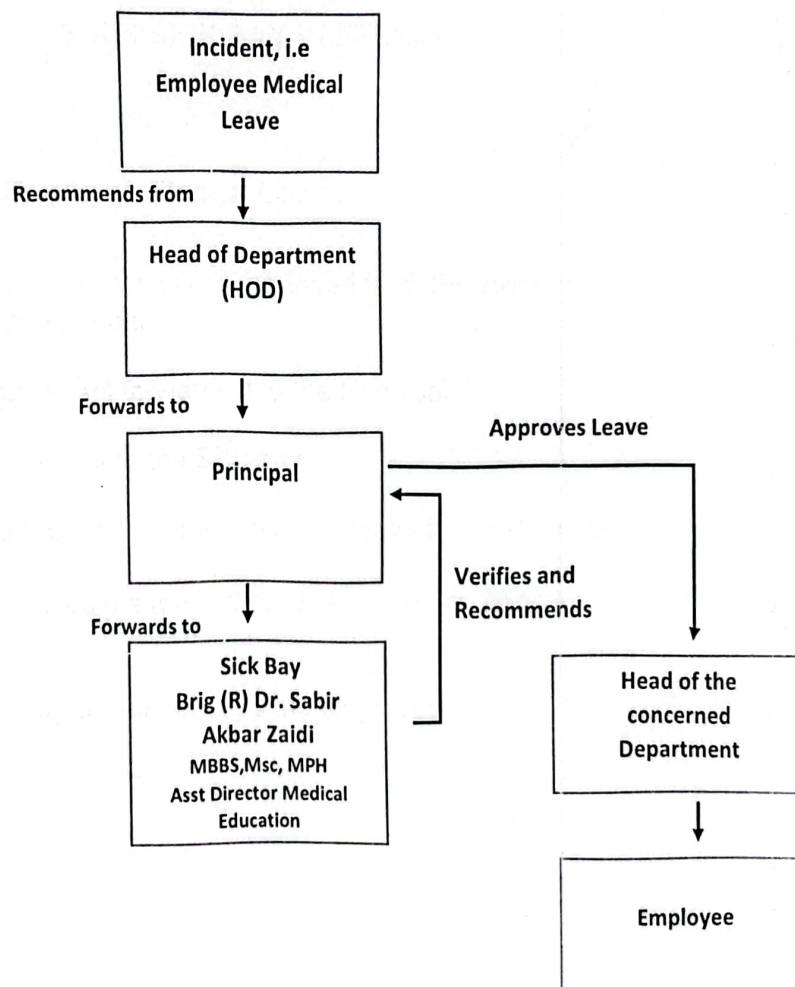 Incident, i.e
Employee Medical
Leave
Recommends from
Head of Department
(HOD)
Forwards to
Principal
Approves Leave
Verifies and
Recommends
Forwards to
Sick Bay
Brig (R) Dr. Sabir
Akbar Zaidi
MBBS,Msc, MPH
Asst Director Medical
Education
Head of the
concerned
Department
Employee